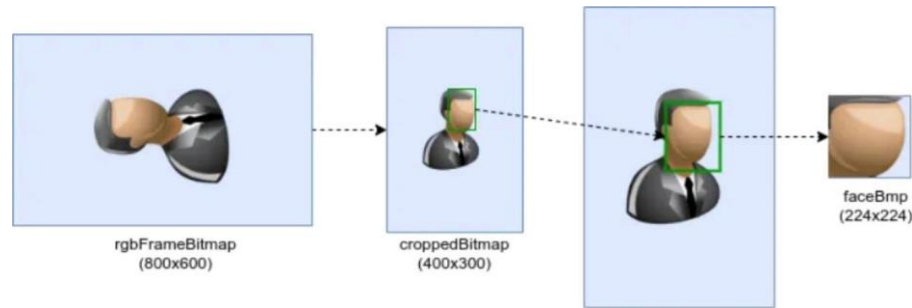 rgbFrameBitmap
(800x600)
croppedBitmap
(400x300)
faceBmp
(224x224)